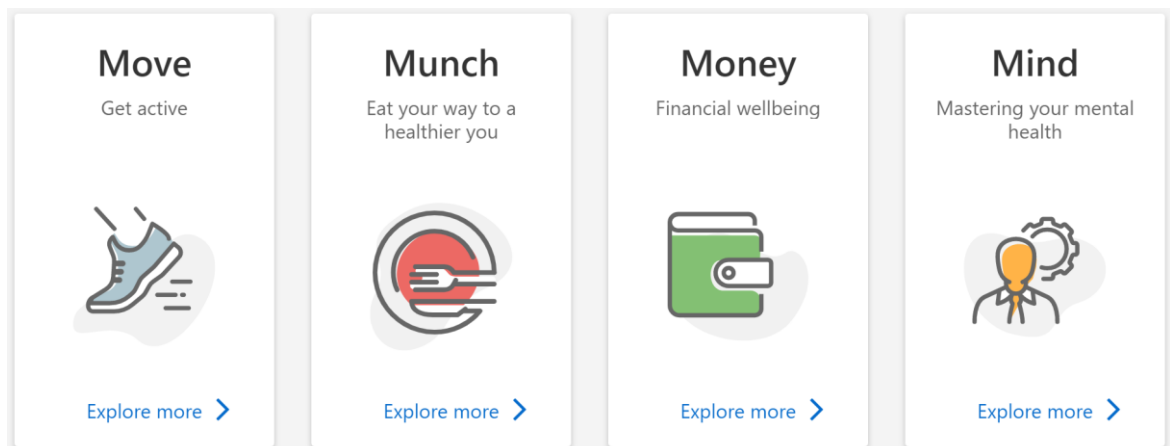 Move
Get active
Explore more
Munch
Eat your way to a
healthier you
Explore more
Money
Financial wellbeing
Explore more
Mind
Mastering your mental
health
Explore more